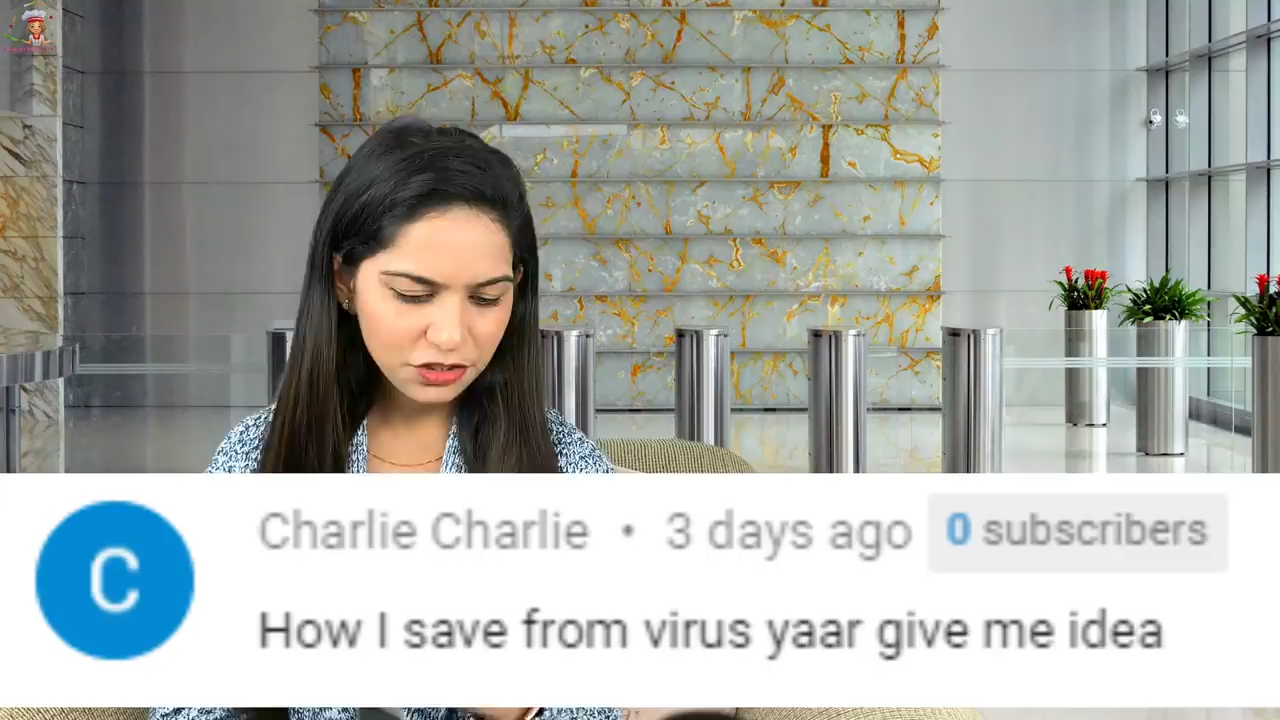 Charlie Charlie • 3 days ago 0 subscribers
C
How I save from virus yaar give me idea